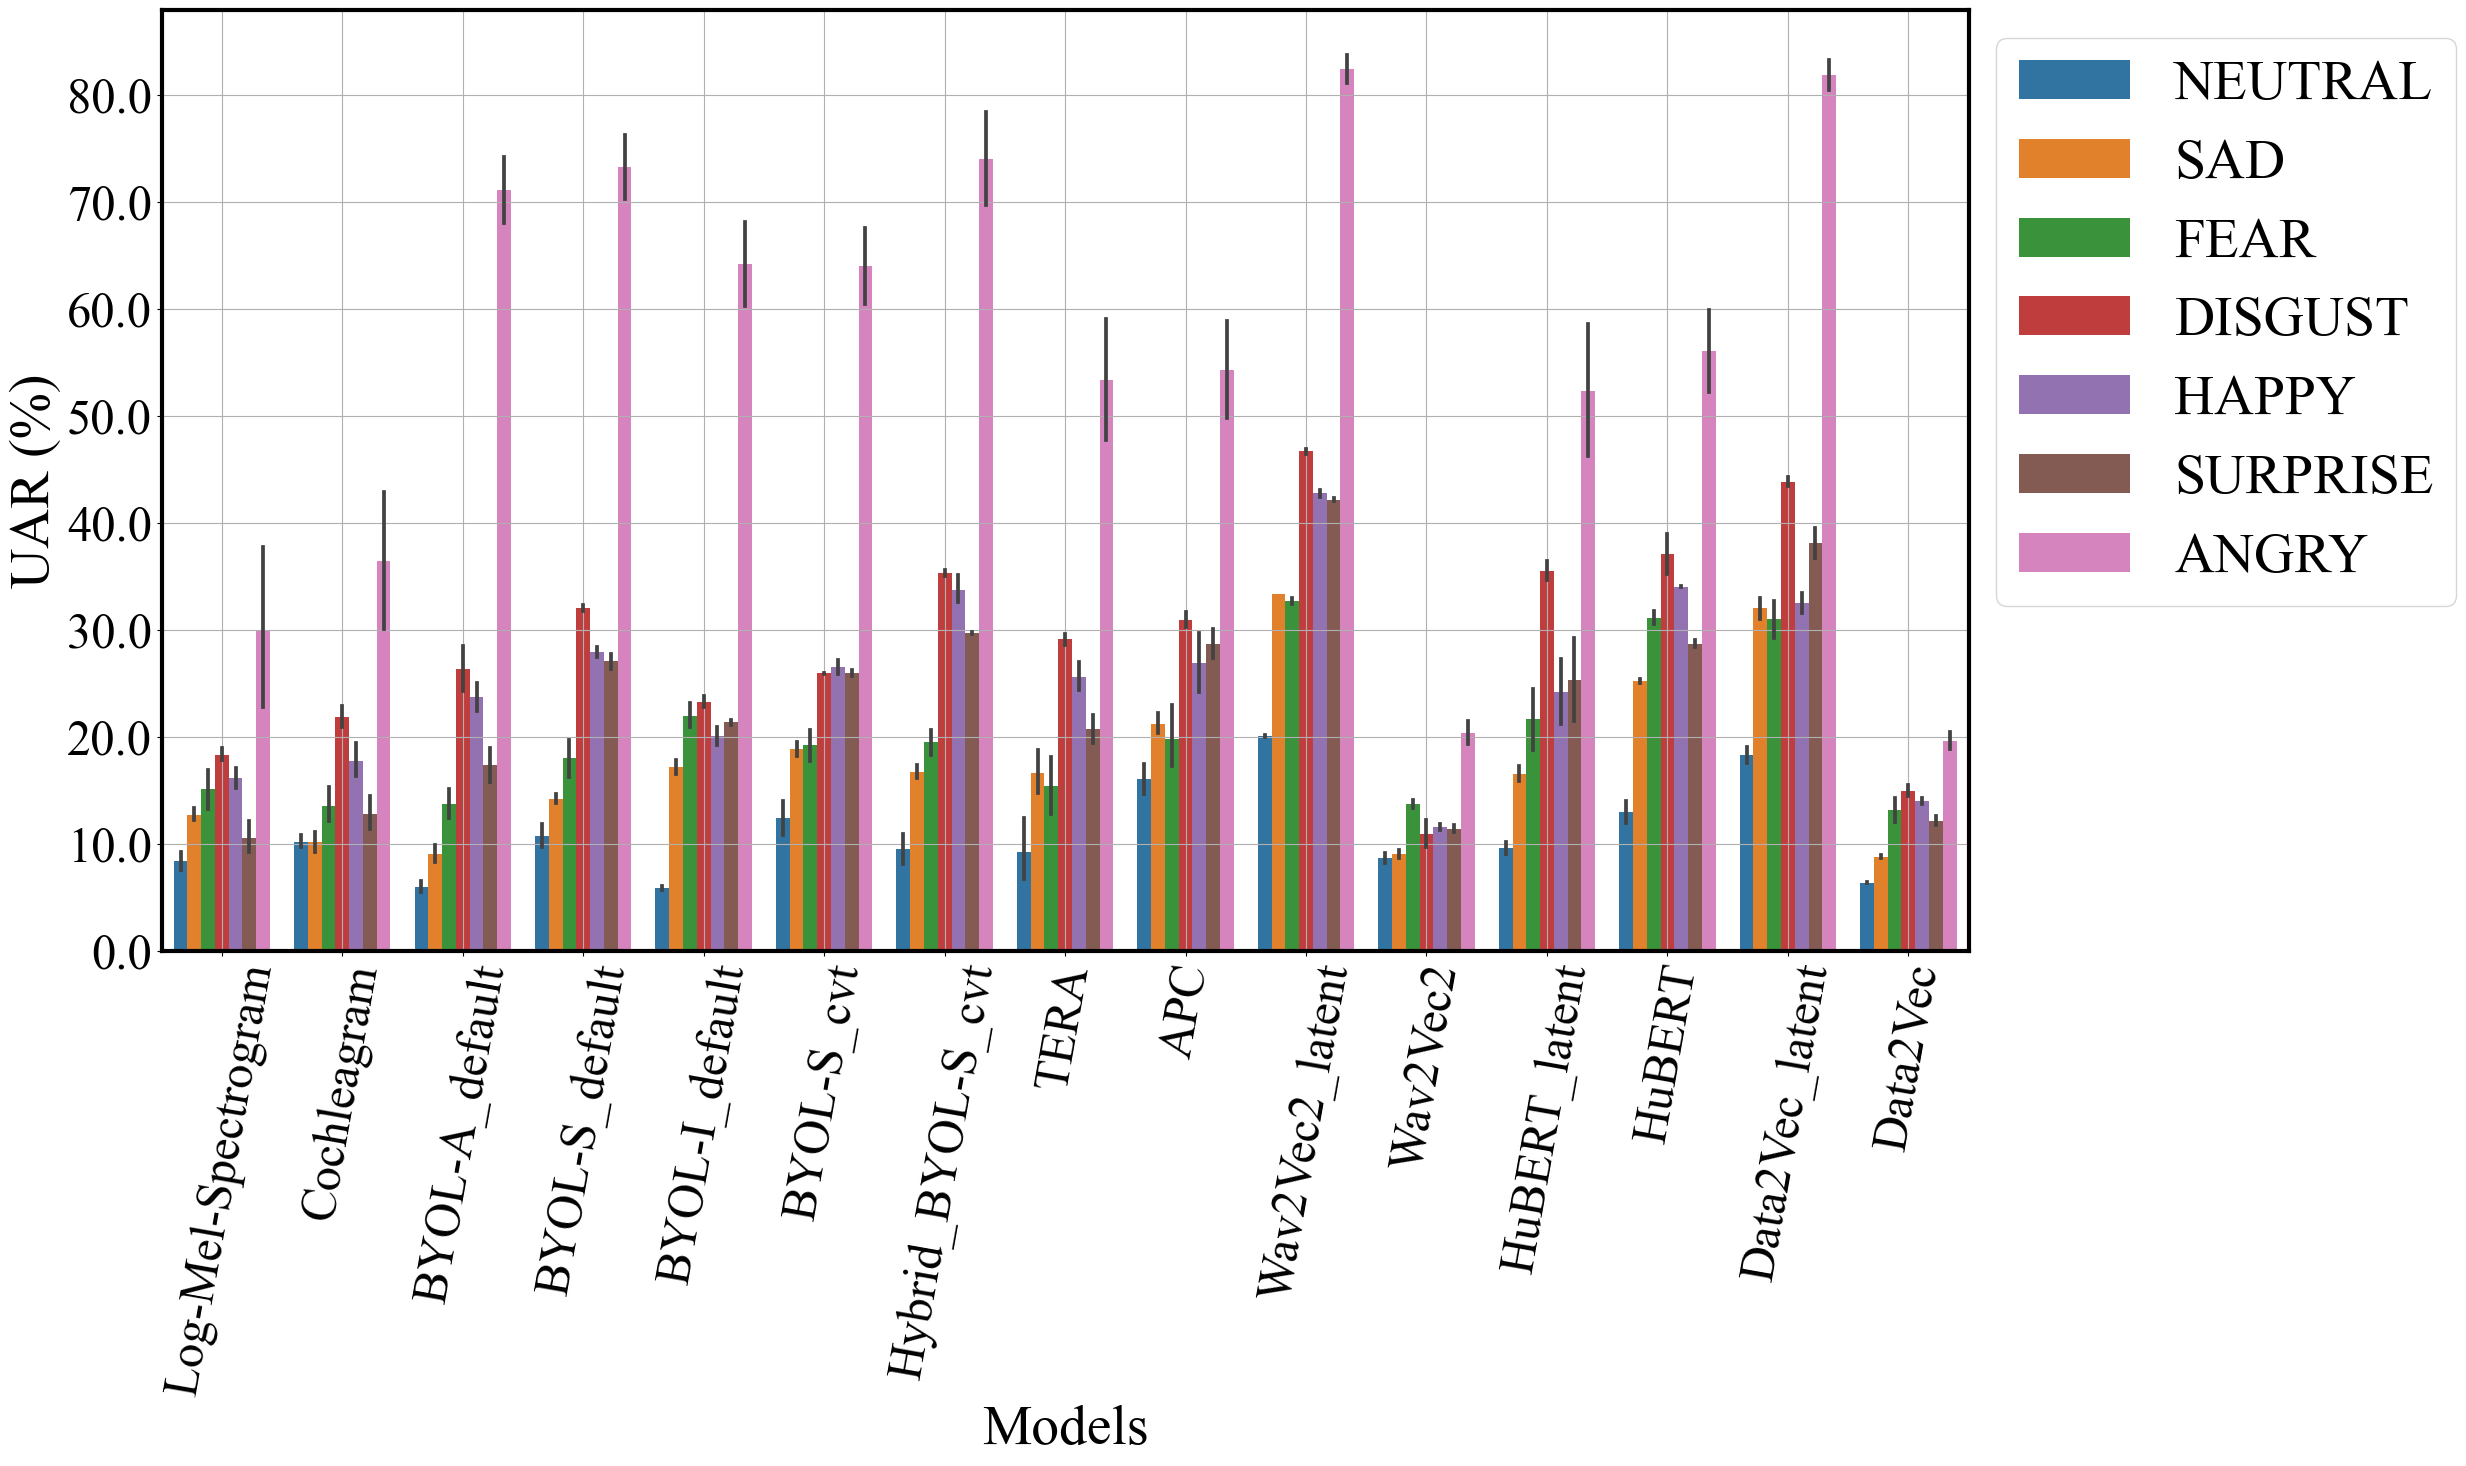 UAR (%)
80.0
70.0
60.0
50.0
40.0
30.0
20.0
10.0
0.0
NEUTRAL
SAD
FEAR
DISGUST
HAPPY
SURPRISE
ANGRY
Log-Mel-Spectrogram
Cochleagram
BYOL-A_default
BYOL-S_default
BYOL-I_default
BYOL-S_cvt
Hybrid_BYOL-S_cvt
TERA
APC
Wav2Vec2_latent
Wav2Vec2
HuBERT_latent
HuBERT
Data2Vec_latent
Data2Vec
Models